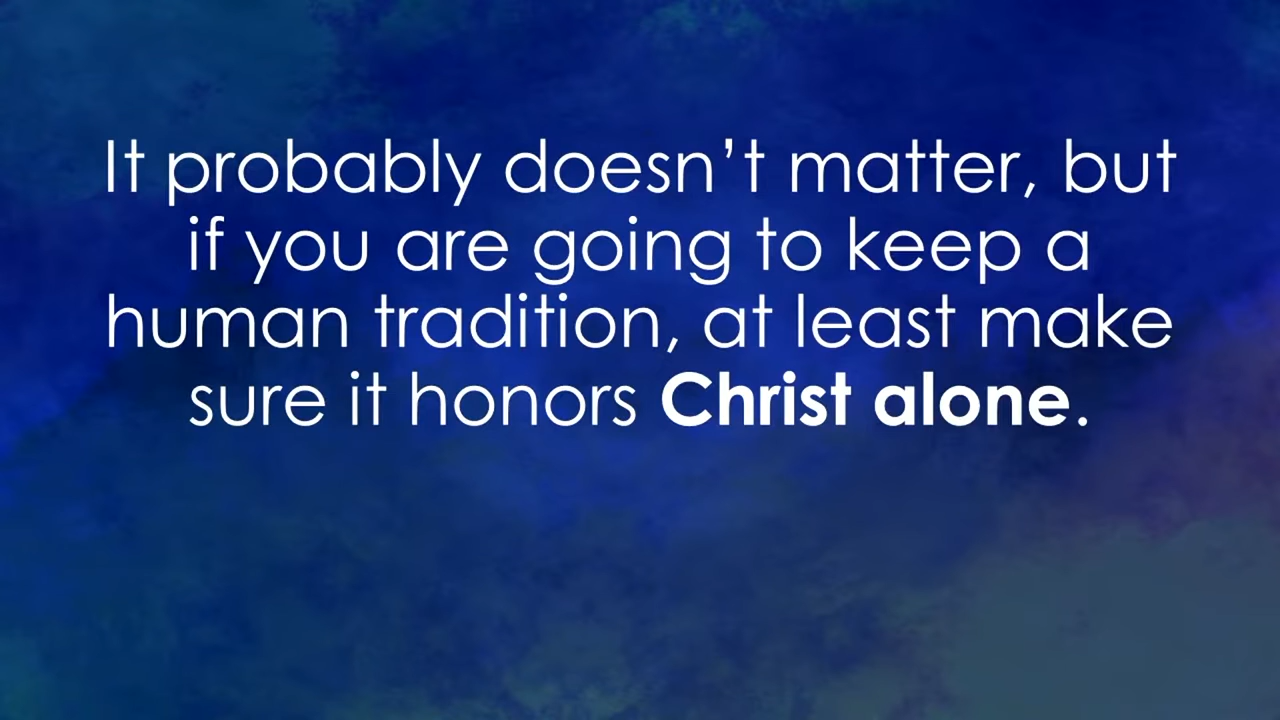 It probably doesn’t matter, but
if you are going to keep a
human tradition, at least make
sure it honors Christ alone.